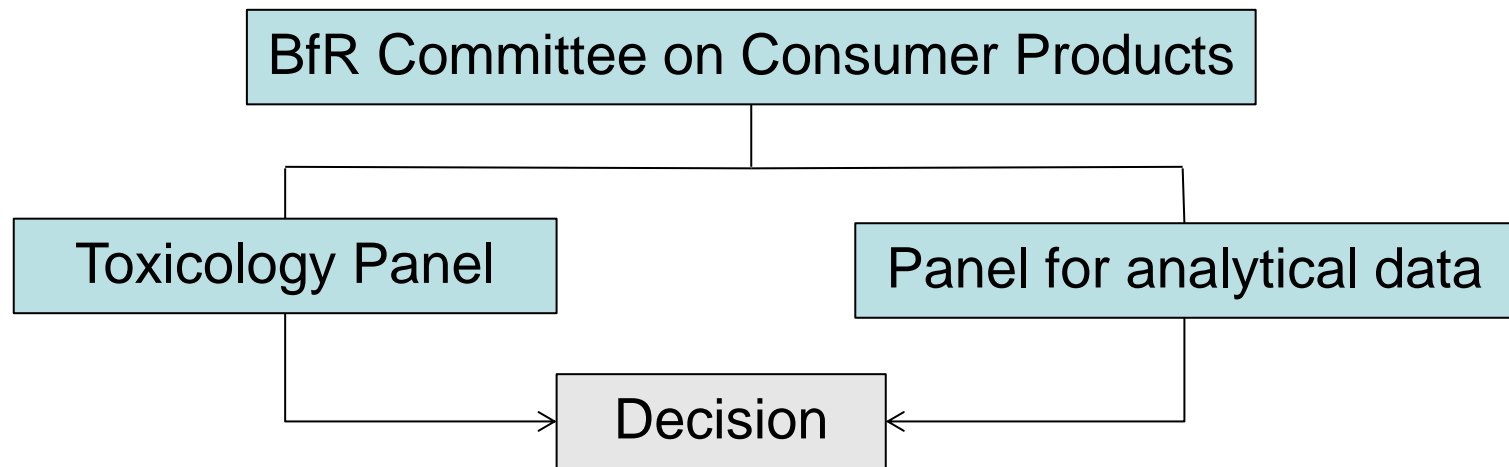 BfR Committee on Consumer Products
Toxicology Panel
Panel for analytical data
Decision